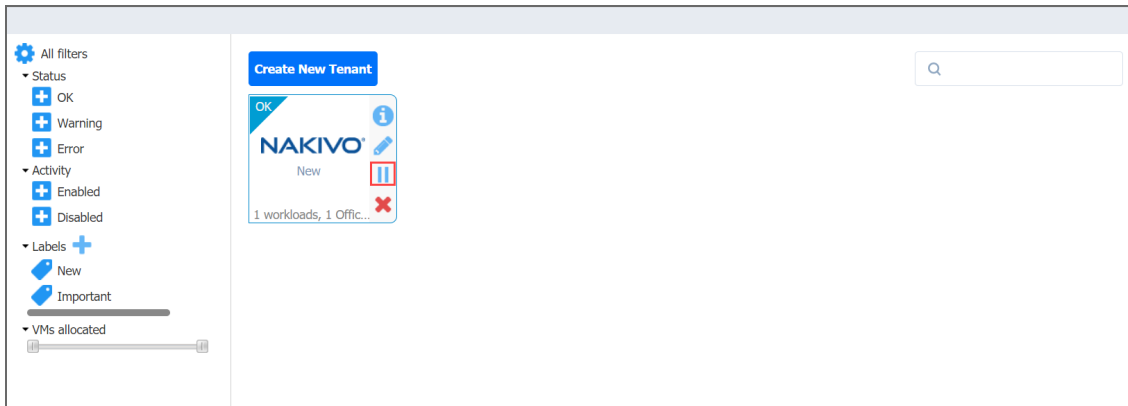 All filters
Status
OK
Warning
Error
Activity
Enabled
Disabled
Labels
New
Important
VMs allocated
Create New Tenant
OK
NAKIVO
New
1 workloads, 1 Offic...